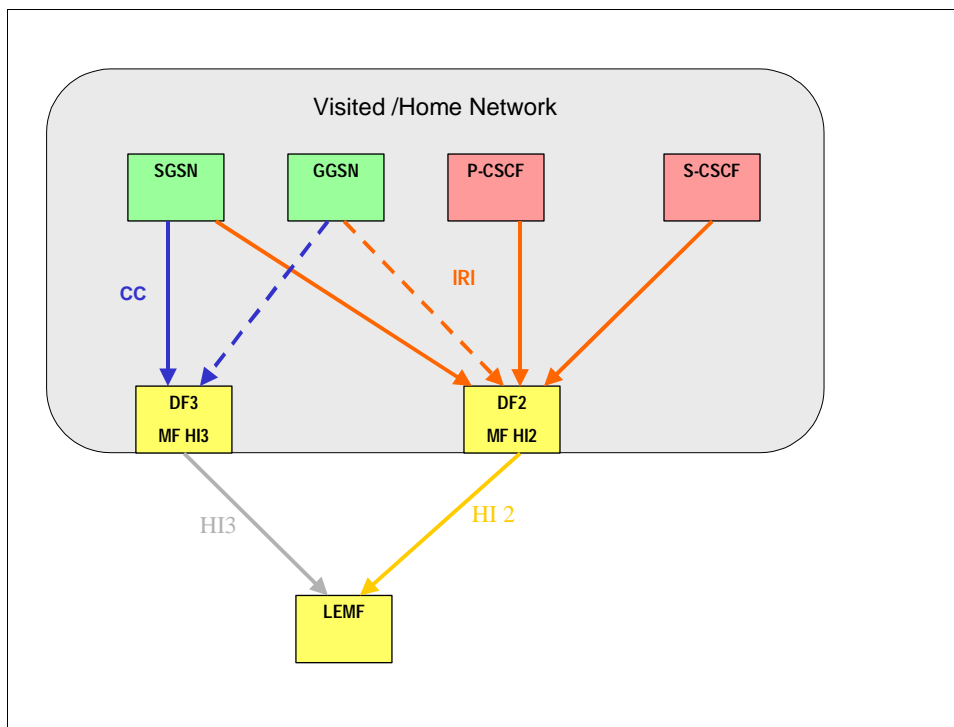 Visited /Home Network
SGSN
GGSN
P-CSCF
S-CSCF
CC
IRI
DF3
MF HI3
DF2
MF HI2
HI3
HI 2
LEMF